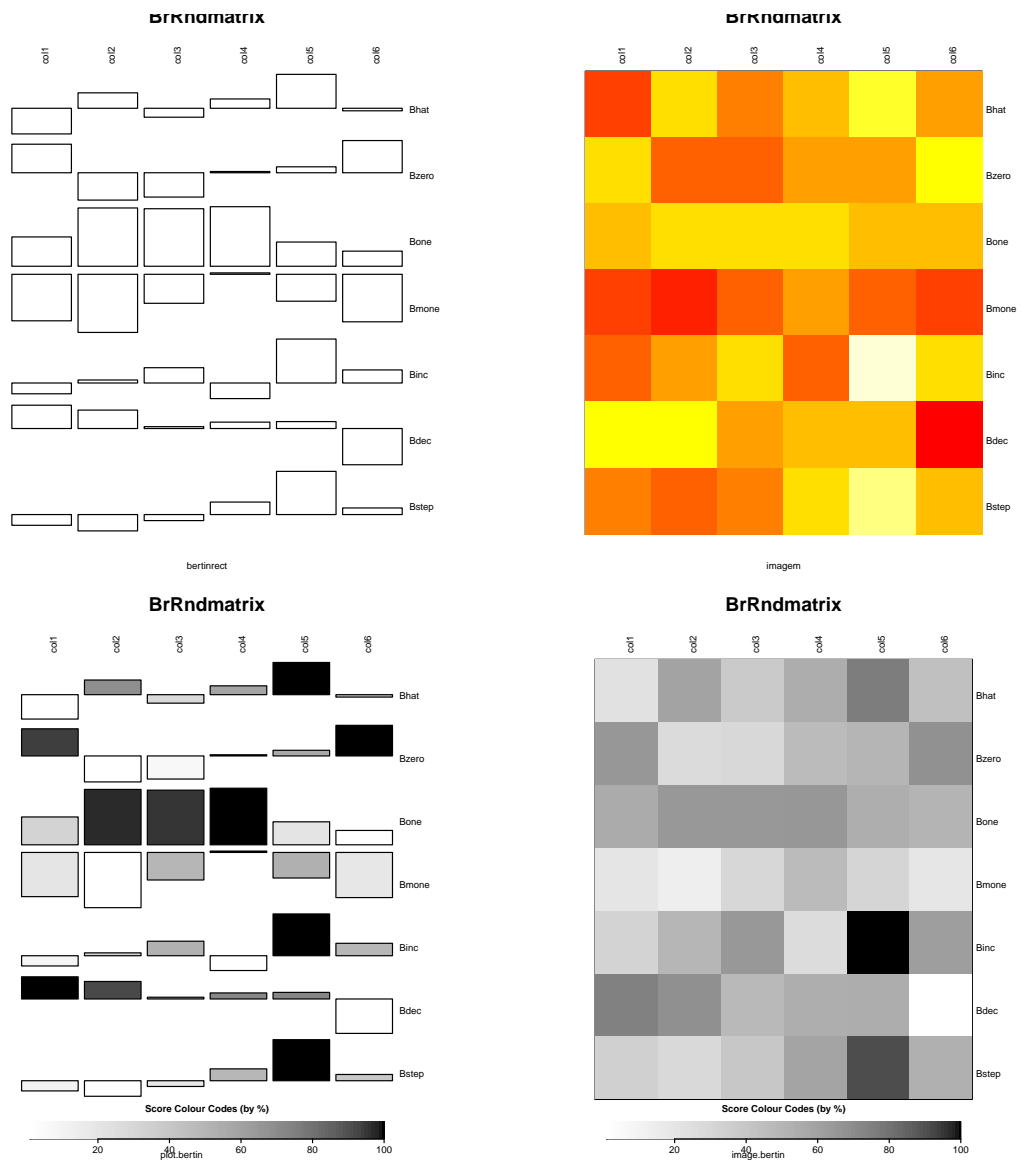 BrRndmatrix
col1 col2 col3 col4 col5 col6
Bhat
Bzero
Bone
Bmone
Binc
Bdec
Bstep
bertinrect
BrRndmatrix
col1 col2 col3 col4 col5 col6
Bhat
Bzero
Bone
Bmone
Binc
Bdec
Bstep
imagem
BrRndmatrix
col1 col2 col3 col4 col5 col6
Bhat
Bzero
Bone
Bmone
Binc
Bdec
Bstep
Score Colour Codes (by %)
20 40 60 80 100
plot.bertin
BrRndmatrix
col1 col2 col3 col4 col5 col6
Bhat
Bzero
Bone
Bmone
Binc
Bdec
Bstep
Score Colour Codes (by %)
20 40 60 80 100
image.bertin